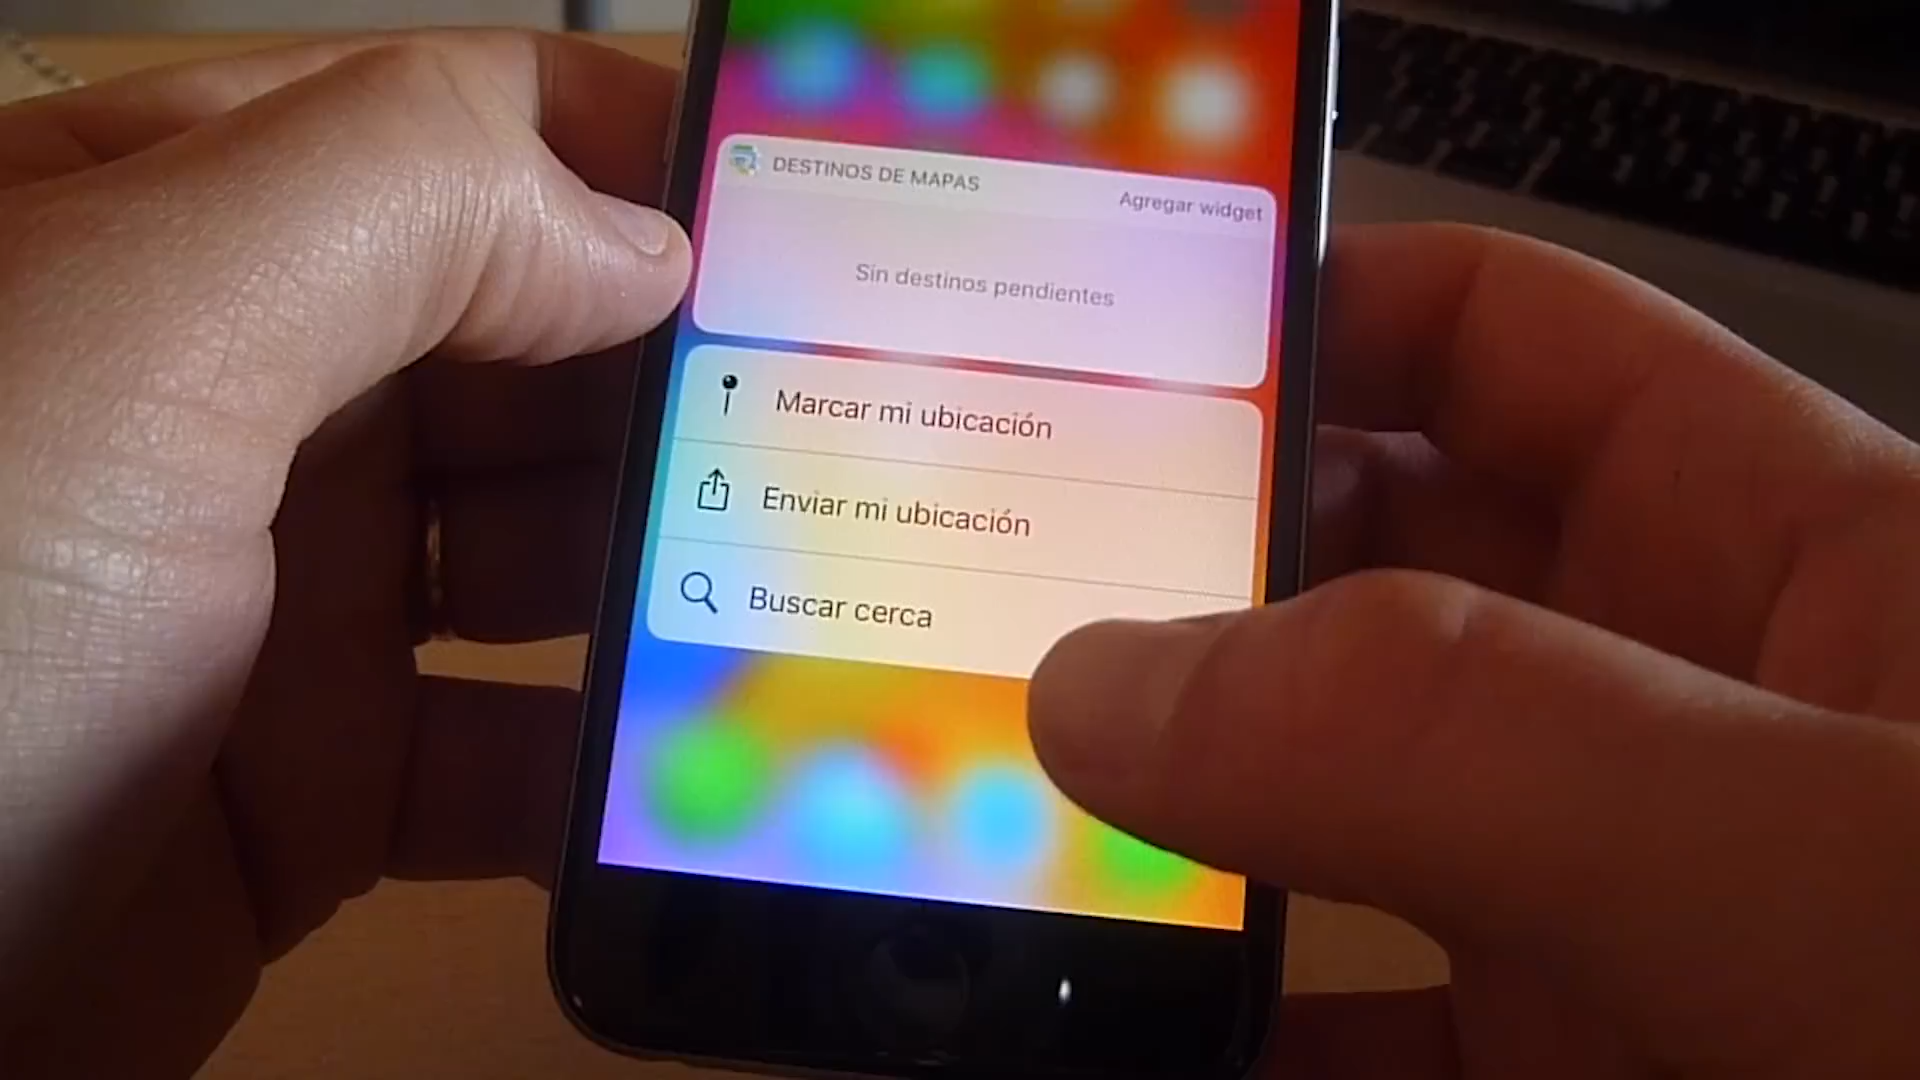 DESTINOS DE MAPAS
Agregar widget
Sin destinos pendientes
Marcar mi ubicación
Enviar mi ubicación
Buscar cerca